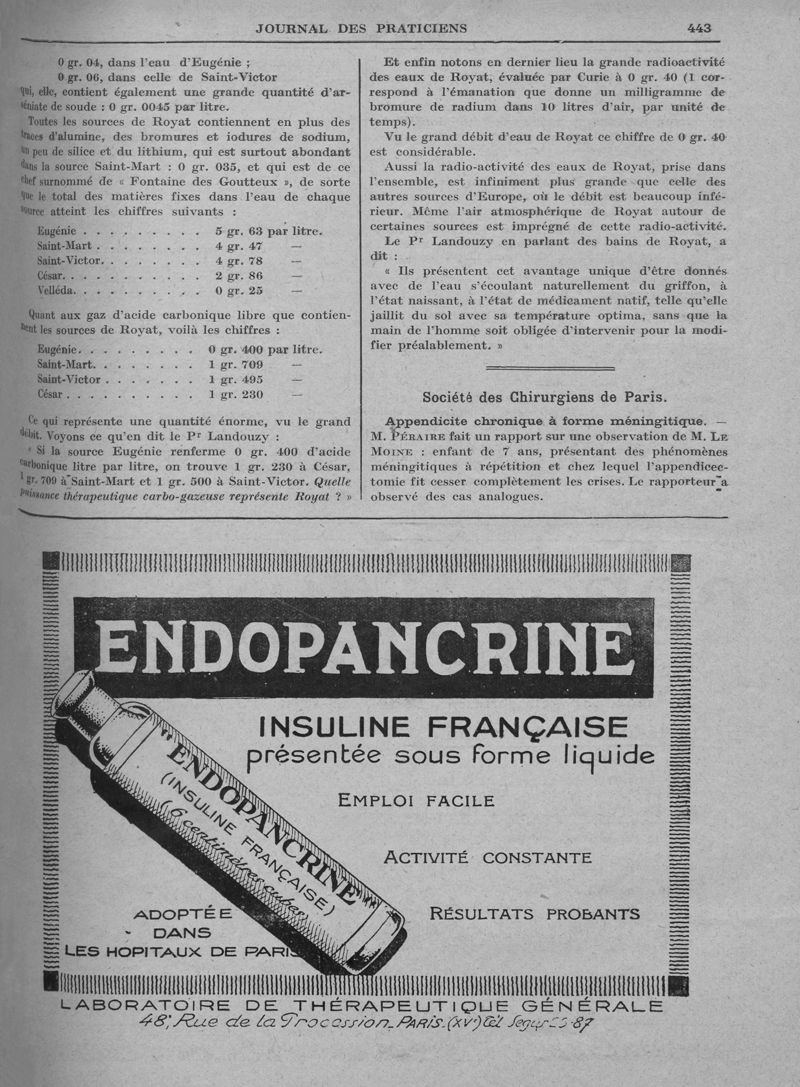 JOURNAL DES PRATICIENS 443
0 gr. 04, dans l'eau d'Eugénie ;
0 gr. 06, dans celle de Saint-Victor
qui, elle, contient également une grande quantité d'ar-
séniate de soude : 0 gr. 0045 par litre.
Toutes les sources de Royat contiennent en plus des
traces d'alumine, des bromures et iodures de sodium,
un peu de silice et du lithium, qui est surtout abondant
dans la source Saint-Mart : 0 gr. 035, et qui est de ce
chef surnommé de « Fontaine des Goutteux », de sorte
que le total des matières fixes dans l'eau de chaque
source atteint les chiffres suivants :
Eugénie . . . . . . . . . 5 gr. 63 par litre.
Saint-Mart . . . . . . . . 4 gr. 47 —
Saint-Victor. . . . . . . . 4 gr. 78 —
César. . . . . . . . . . 2 gr. 86 —
Velléda. . . . . . . . . 0 gr. 25 —
Quant aux gaz d'acide carbonique libre que contien-
nent les sources de Royat, voilà les chiffres :
Eugénie. . . . . . . . . 0 gr. 400 par litre.
Saint-Mart. . . . . . . . 1 gr. 709 —
Saint-Victor . . . . . . . 1 gr. 495 —
César . . . . . . . . . . 1 gr. 230 —
Ce qui représente une quantité énorme, vu le grand
débit. Voyons ce qu'en dit le Pr Landouzy :
« Si la source Eugénie renferme 0 gr. 400 d'acide
carbonique litre par litre, on trouve 1 gr. 230 à César,
1 gr. 709 à Saint-Mart et 1 gr. 500 à Saint-Victor. Quelle
puissance thérapeutique carbo-gazeuse représente Royat ? »
Et enfin notons en dernier lieu la grande radioactivité
des eaux de Royat, évaluée par Curie à 0 gr. 40 (1 cor-
respond à l'émanation que donne un milligramme de
bromure de radium dans 10 litres d'air, par unité de
temps).
Vu le grand débit d'eau de Royat ce chiffre de 0 gr. 40
est considérable.
Aussi la radio-activité des eaux de Royat, prise dans
l'ensemble, est infiniment plus grande que celle des
autres sources d'Europe, où le débit est beaucoup infé-
rieur. Même l'air atmosphérique de Royat autour de
certaines sources est imprégné de cette radio-activité.
Le Pr Landouzy en parlant des bains de Royat, a
dit :
« Ils présentent cet avantage unique d'être donnés
avec de l'eau s'écoulant naturellement du griffon, à
l'état naissant, à l'état de médicament natif, telle qu'elle
jaillit du sol avec sa température optima, sans que la
main de l'homme soit obligée d'intervenir pour la modi-
fier préalablement. »
Société des Chirurgiens de Paris.
Appendicite chronique à forme méningitique. —
M. PÉRAIRE fait un rapport sur une observation de M. LE
MOINE : enfant de 7 ans, présentant des phénomènes
méningitiques à répétition et chez lequel l'appendicec-
tomie fit cesser complètement les crises. Le rapporteur a
observé des cas analogues.
ENDOPANCRINE
INSULINE FRANÇAISE
présentée sous forme liquide
EMPLOI FACILE
ACTIVITÉ CONSTANTE
RÉSULTATS PROBANTS
"ENDOPANCRINE"
(INSULINE FRANÇAISE)
(6 centimètres cubes)
ADOPTÉE
DANS
LES HOPITAUX DE PARIS
LABORATOIRE DE THÉRAPEUTIQUE GÉNÉRALE
48, Rue de la Procession_PARIS_(XVe) Tél.